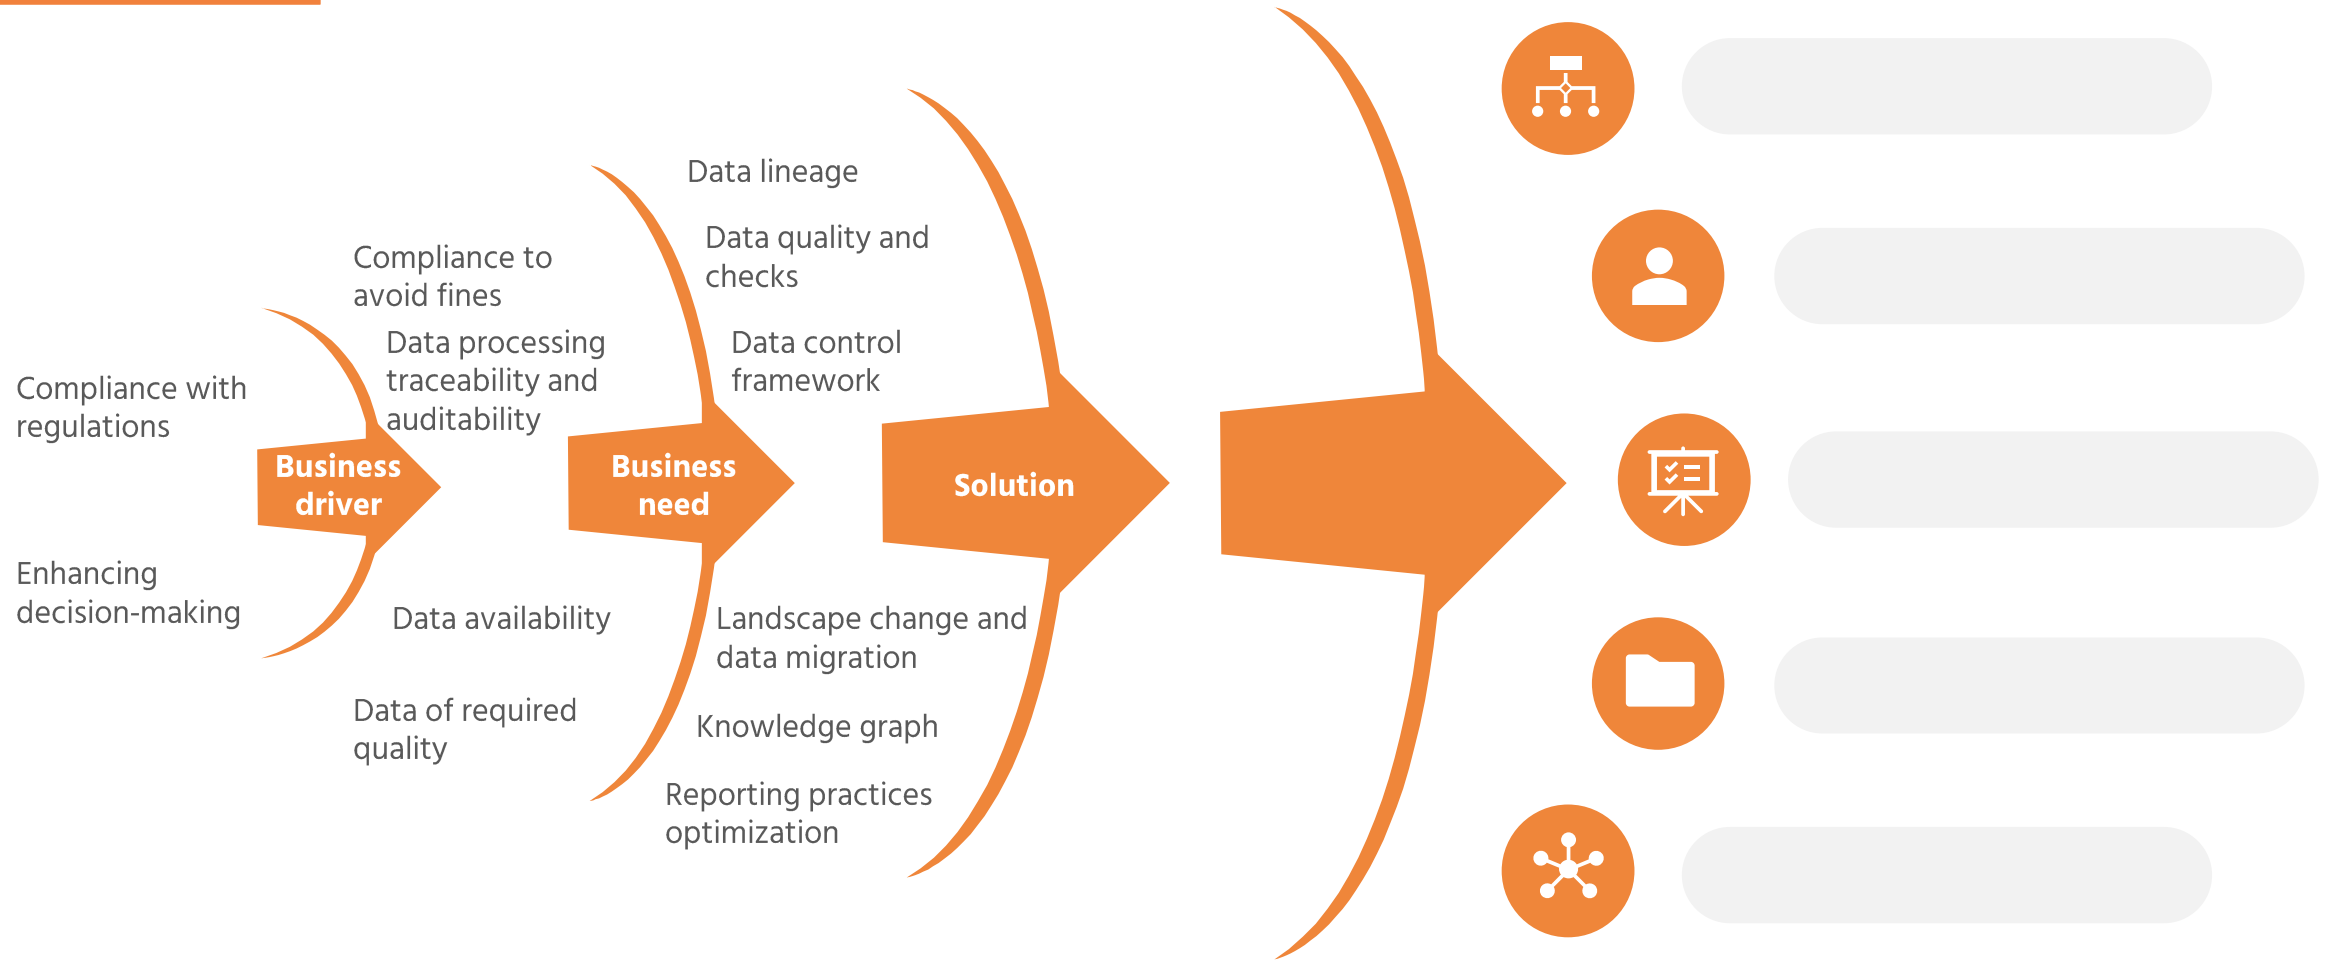 Compliance with
regulations
Enhancing
decision-making
Business
driver
Compliance to
avoid fines
Data processing
traceability and
auditability
Data availability
Data of required
quality
Business
need
Data lineage
Data quality and
checks
Data control
framework
Landscape change and
data migration
Knowledge graph
Reporting practices
optimization
Solution